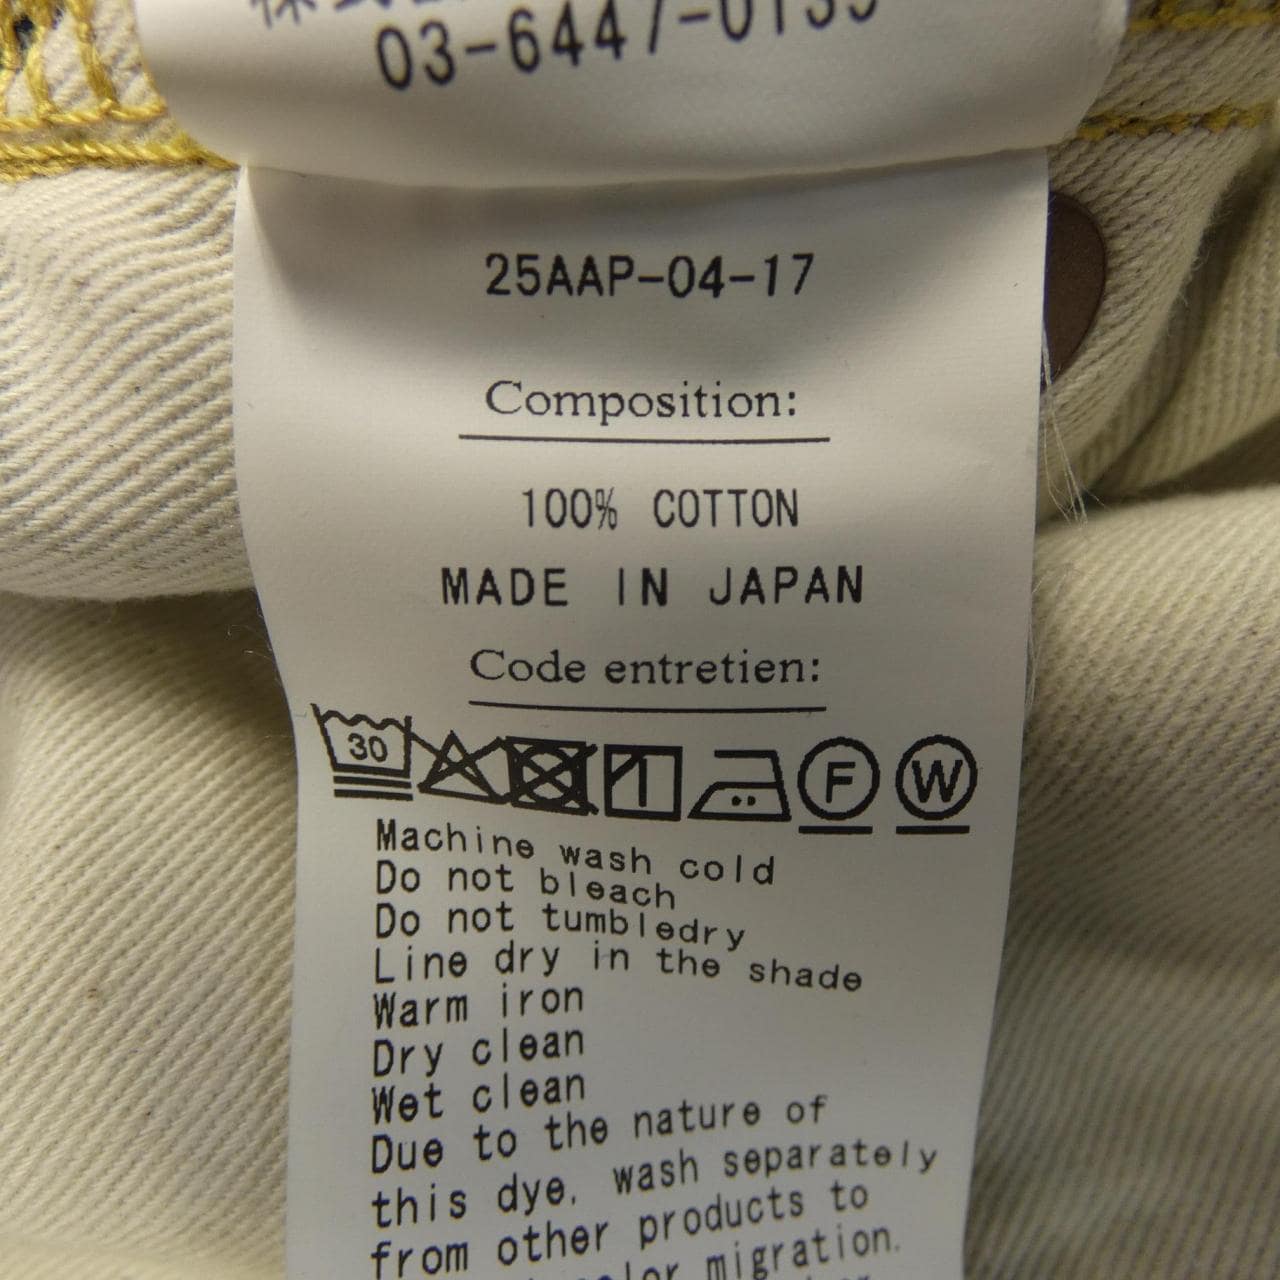 03-6447-0135
25AAP-04-17
Composition:
100% COTTON
MADE IN JAPAN
Code entretien:
30 F W
Machine wash cold
Do not bleach
Do not tumbledry
Line dry in the shade
Warm iron
Dry clean
Wet clean
Due to the nature of
this dye, wash separately
from other products to
migration.